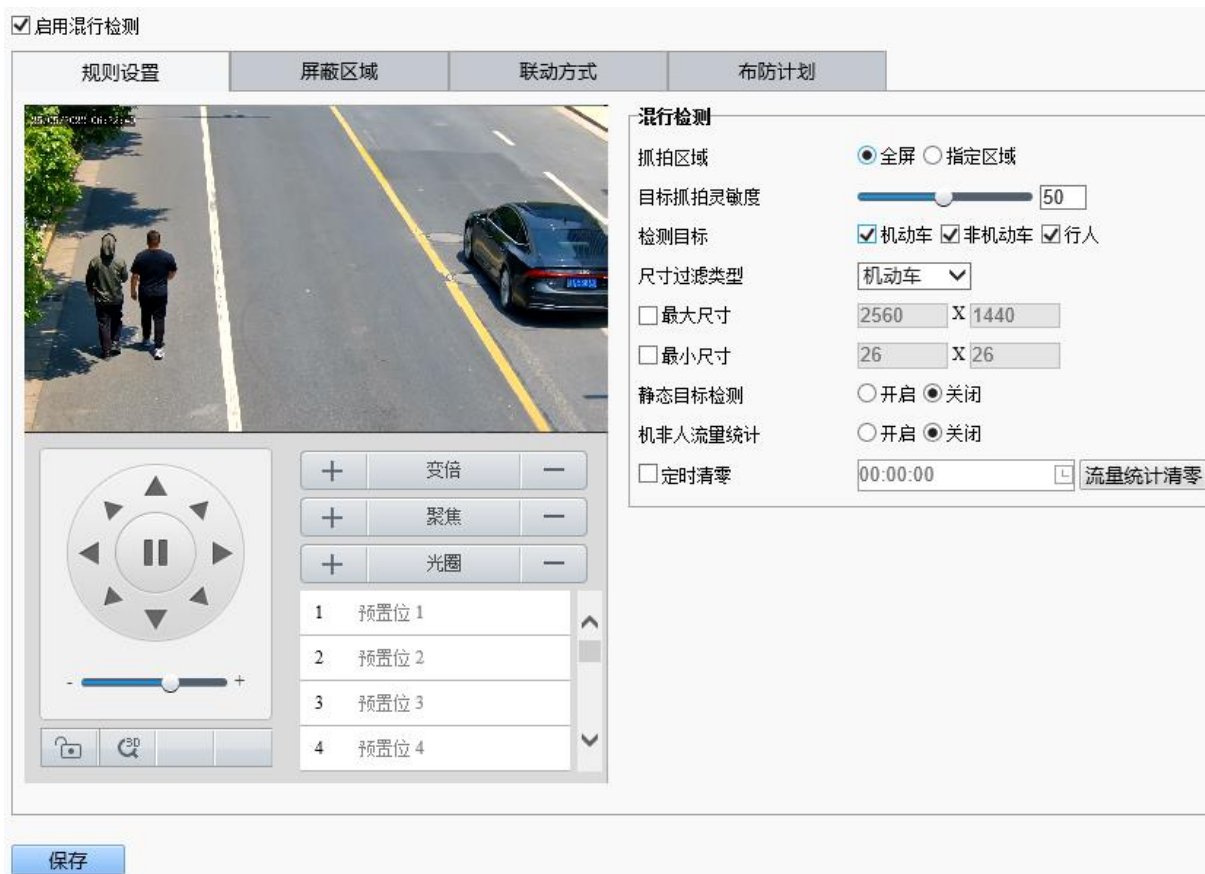 启用混行检测
规则设置 屏蔽区域 联动方式 布防计划
混行检测
抓拍区域 全屏 指定区域
目标抓拍灵敏度 50
检测目标 机动车 非机动车 行人
尺寸过滤类型 机动车
最大尺寸 2560 X 1440
最小尺寸 26 X 26
静态目标检测 开启 关闭
机非人流量统计 开启 关闭
定时清零 00:00:00 流量统计清零
+ 变倍 —
+ 聚焦 —
+ 光圈 —
1 预置位 1
2 预置位 2
3 预置位 3
4 预置位 4
- +
3D
保存